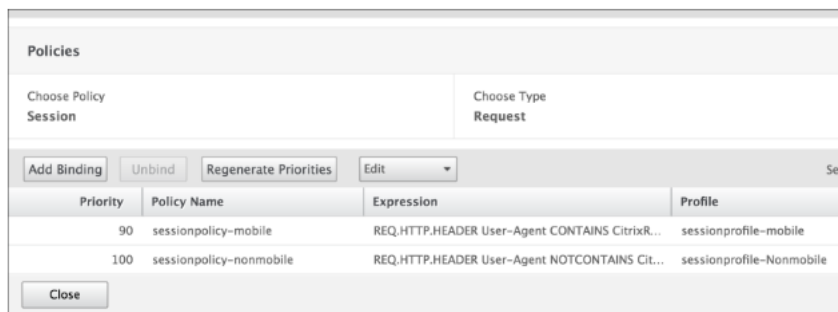 Policies
Choose Policy
Choose Type
Session
Request
Add Binding
Unbind
Regenerate Priorities
Edit
Se
Priority
Policy Name
Expression
Profile
90
sessionpolicy-mobile
REQ.HTTP.HEADER User-Agent CONTAINS CitrixR...
sessionprofile-mobile
100
sessionpolicy-nonmobile
REQ.HTTP.HEADER User-Agent NOTCONTAINS Cit...
sessionprofile-Nonmobile
Close